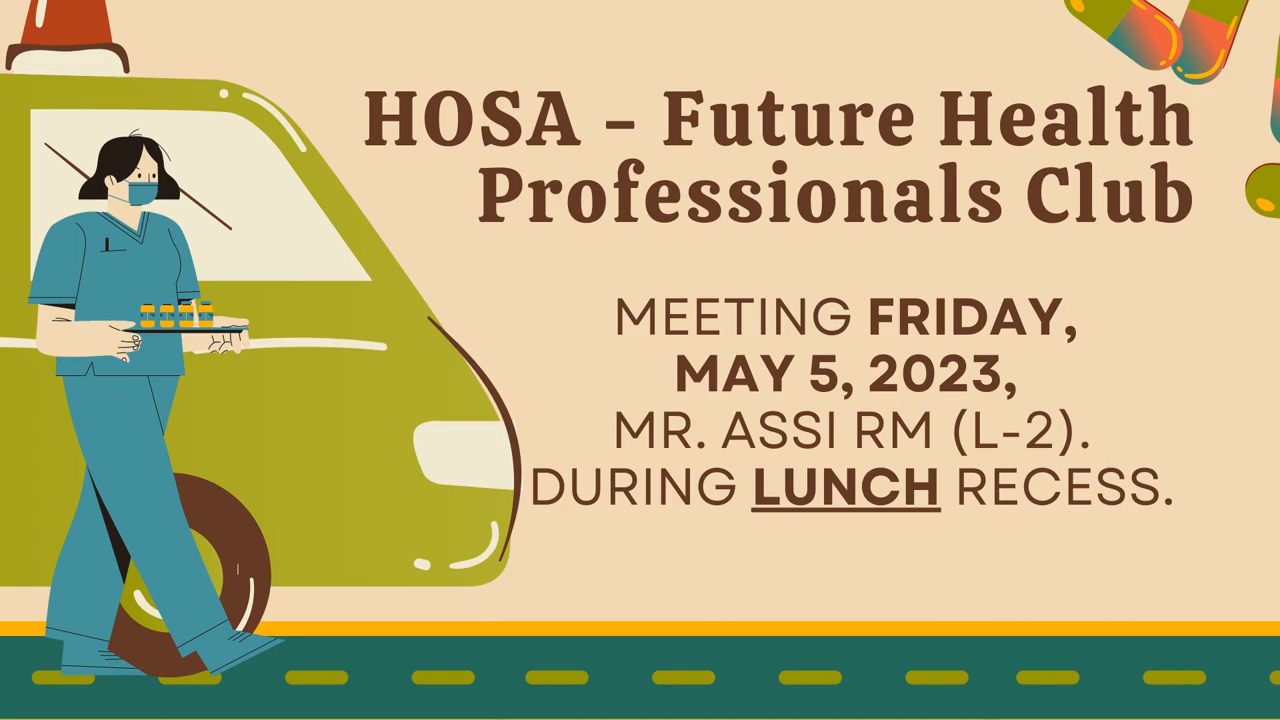 HOSA – Future Health
Professionals Club
MEETING FRIDAY,
MAY 5, 2023,
MR. ASSI RM (L-2).
DURING LUNCH RECESS.